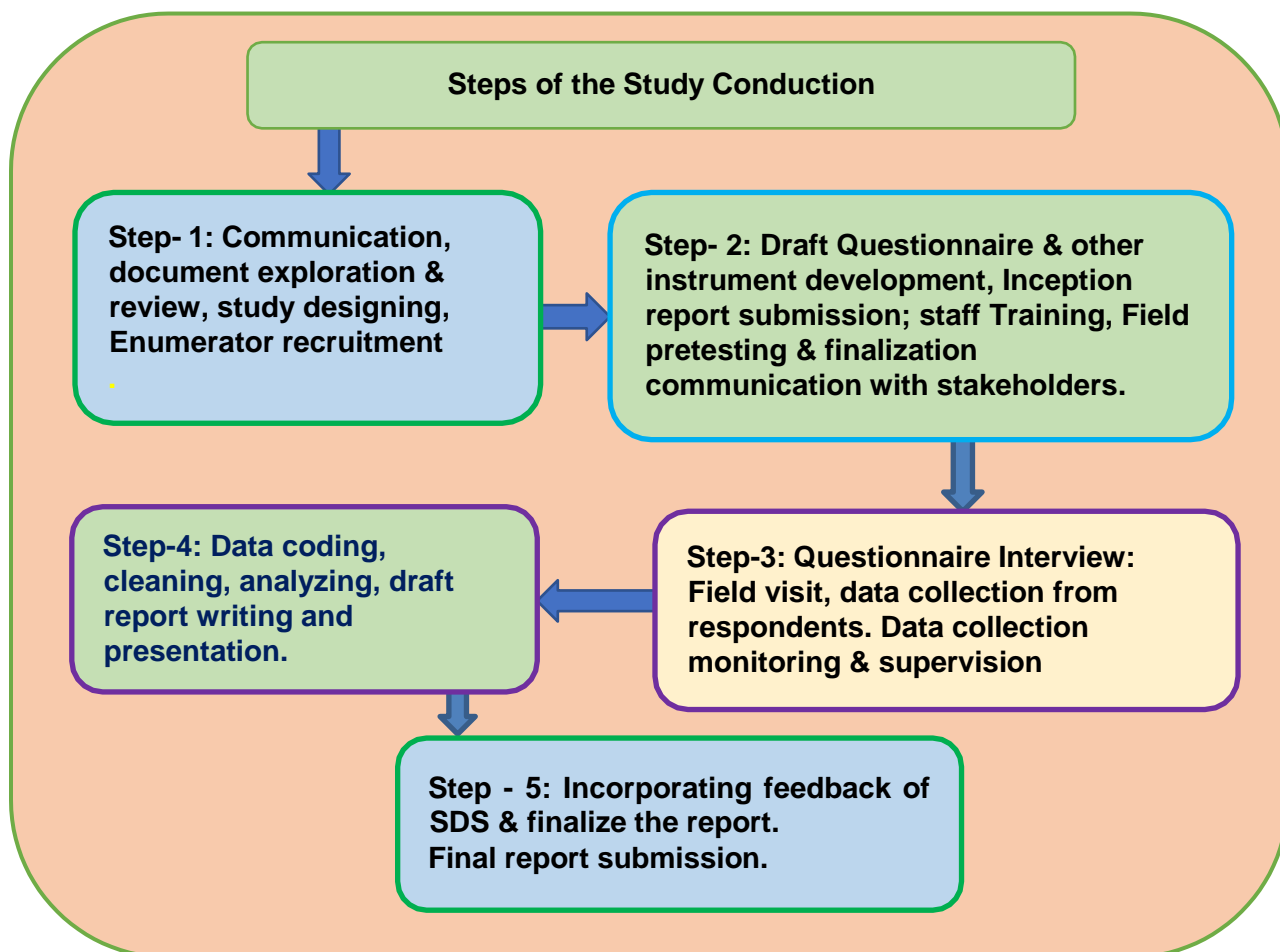 Steps of the Study Conduction
Step- 1: Communication,
document exploration &
review, study designing,
Enumerator recruitment
.
Step- 2: Draft Questionnaire & other
instrument development, Inception
report submission; staff Training, Field
pretesting & finalization
communication with stakeholders.
Step-3: Questionnaire Interview:
Field visit, data collection from
respondents. Data collection
monitoring & supervision
Step-4: Data coding,
cleaning, analyzing, draft
report writing and
presentation.
Step - 5: Incorporating feedback of
SDS & finalize the report.
Final report submission.